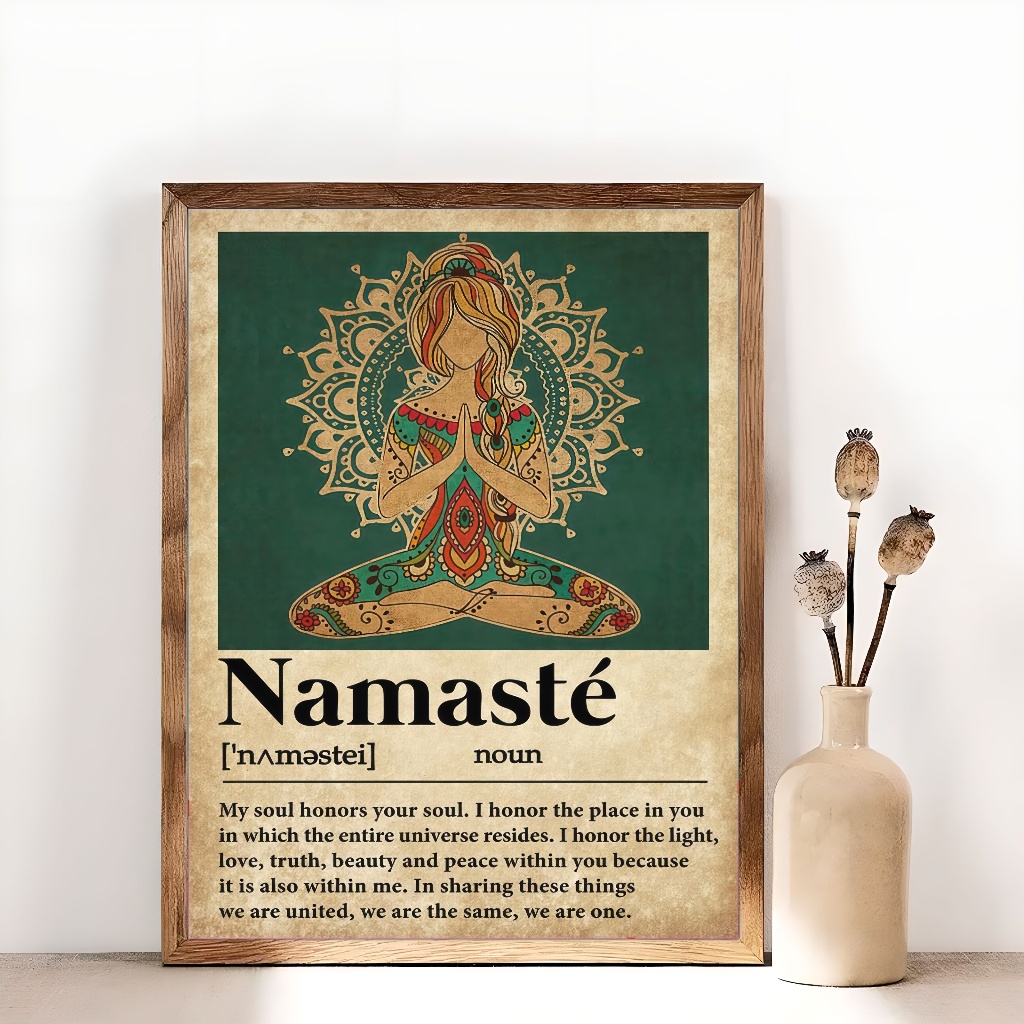 Namasté
['nʌməstei] noun
My soul honors your soul. I honor the place in you
in which the entire universe resides. I honor the light,
love, truth, beauty and peace within you because
it is also within me. In sharing these things
we are united, we are the same, we are one.